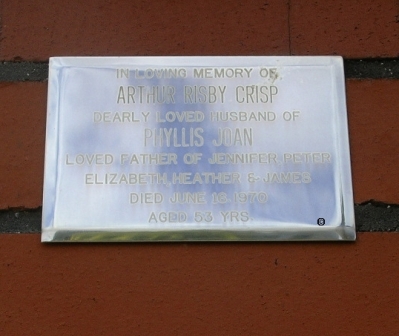 IN LOVING MEMORY OF
ARTHUR NISBY CRISP
DEARLY LOVED HUSBAND OF
PHYLLIS JOAN
LOVED FATHER OF JENNIFER, PETER
ELIZABETH, HEATHER & JAMES
DIED JUNE
AGED 53 YRS.